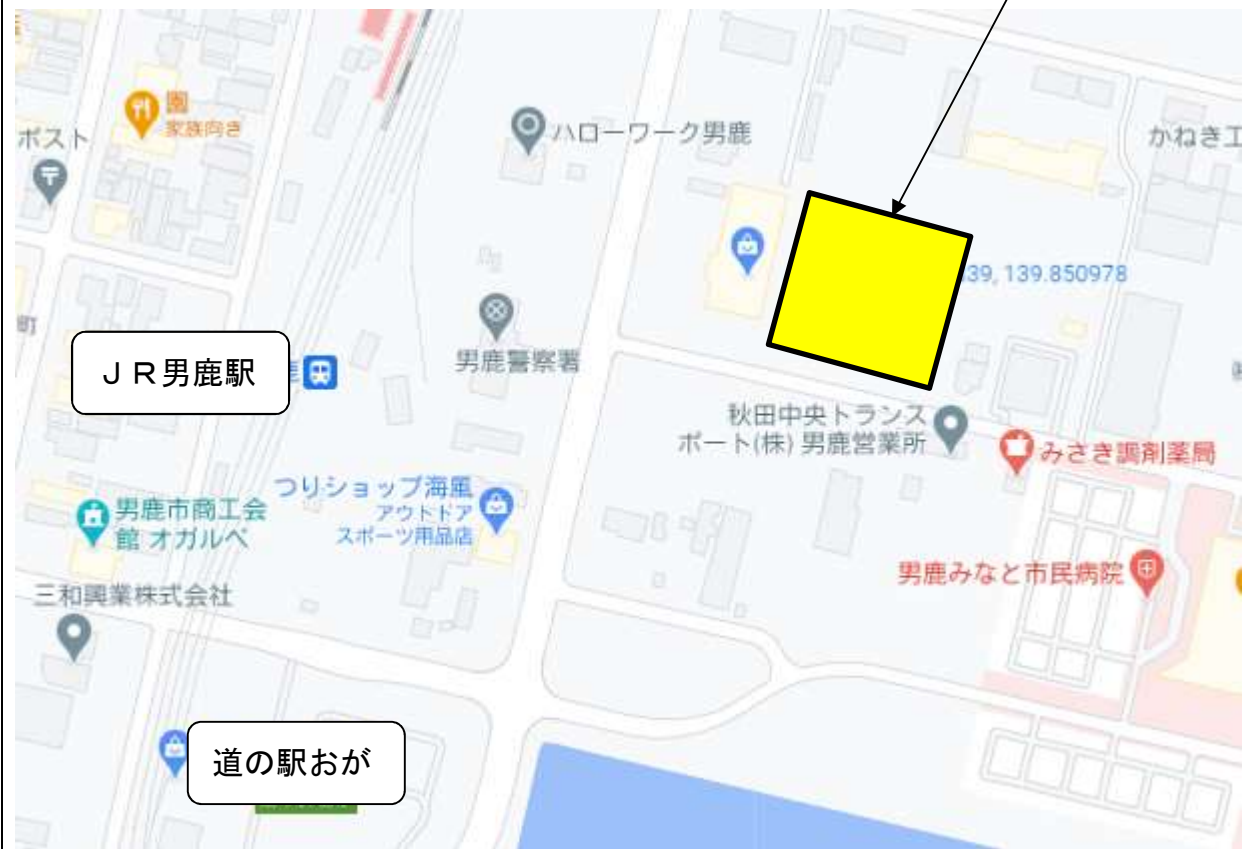 園
家族向き
ポスト
ハローワーク男鹿
かねき工
39, 139.850978
町
男鹿警察署
ＪＲ男鹿駅
秋田中央トランス
ポート(株) 男鹿営業所
みさき調剤薬局
つりショップ海風
アウトドア
スポーツ用品店
男鹿市商工会
館 オガルベ
男鹿みなと市民病院
三和興業株式会社
道の駅おが